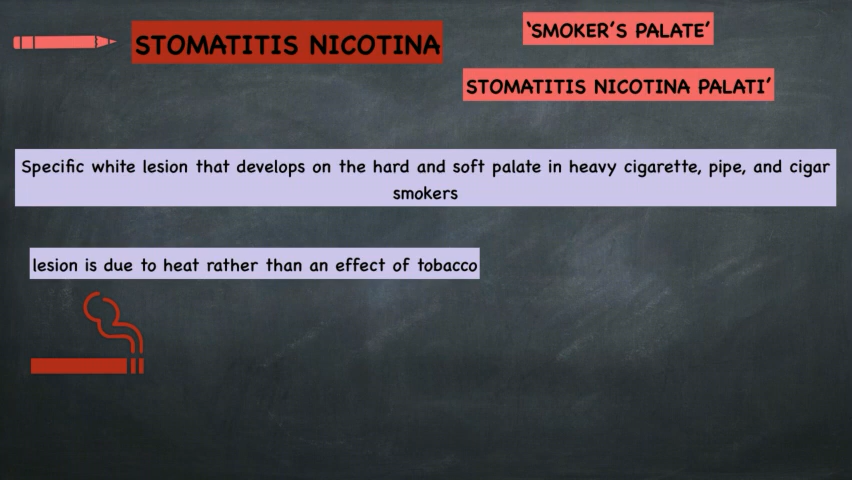 STOMATITIS NICOTINA
‘SMOKER’S PALATE’
STOMATITIS NICOTINA PALATI’
Specific white lesion that develops on the hard and soft palate in heavy cigarette, pipe, and cigar
smokers
lesion is due to heat rather than an effect of tobacco